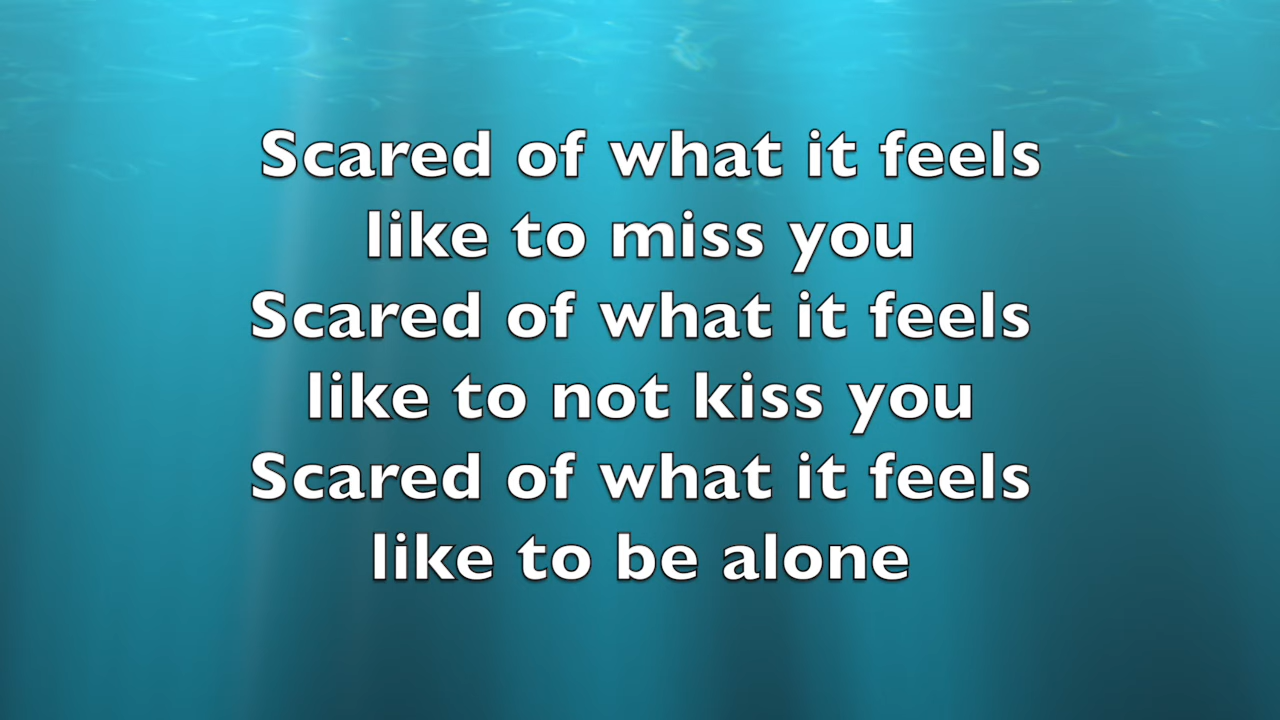 Scared of what it feels
like to miss you
Scared of what it feels
like to not kiss you
Scared of what it feels
like to be alone